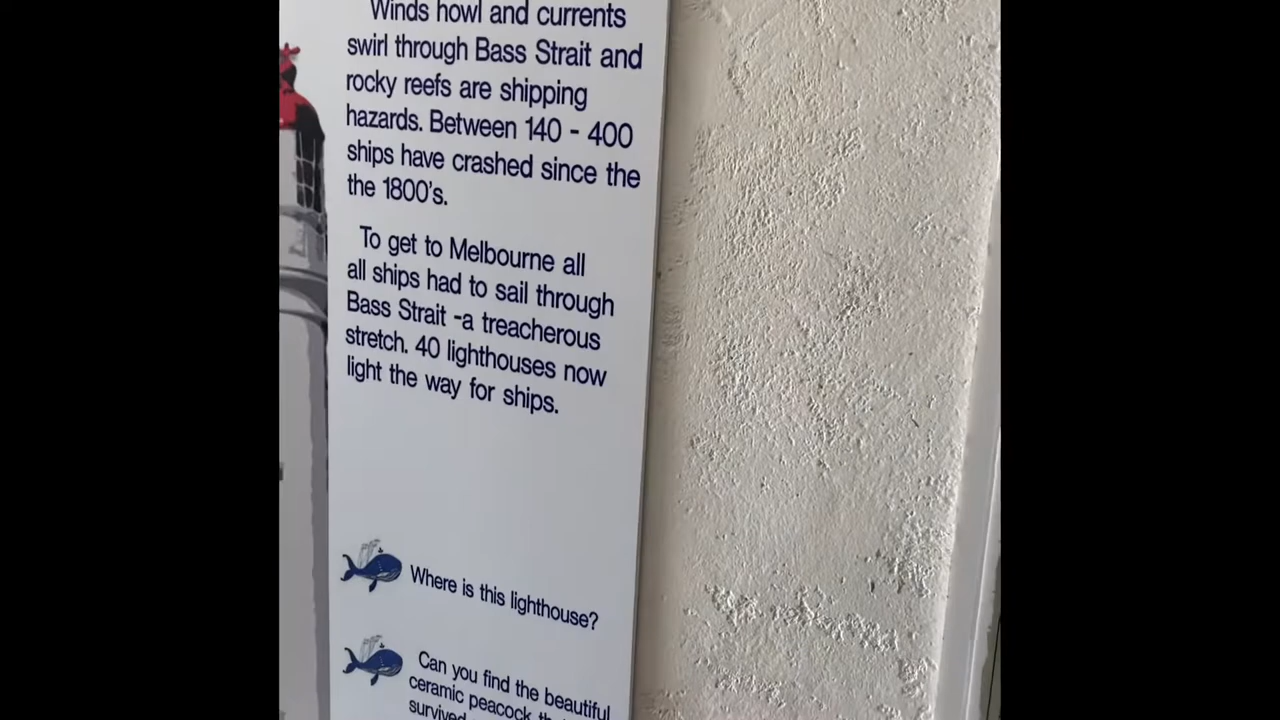 Winds howl and currents
swirl through Bass Strait and
rocky reefs are shipping
hazards. Between 140 - 400
ships have crashed since the
the 1800's.
To get to Melbourne all
all ships had to sail through
Bass Strait -a treacherous
stretch. 40 lighthouses now
light the way for ships.
Where is this lighthouse?
Can you find the beautiful
ceramic peacock
survived